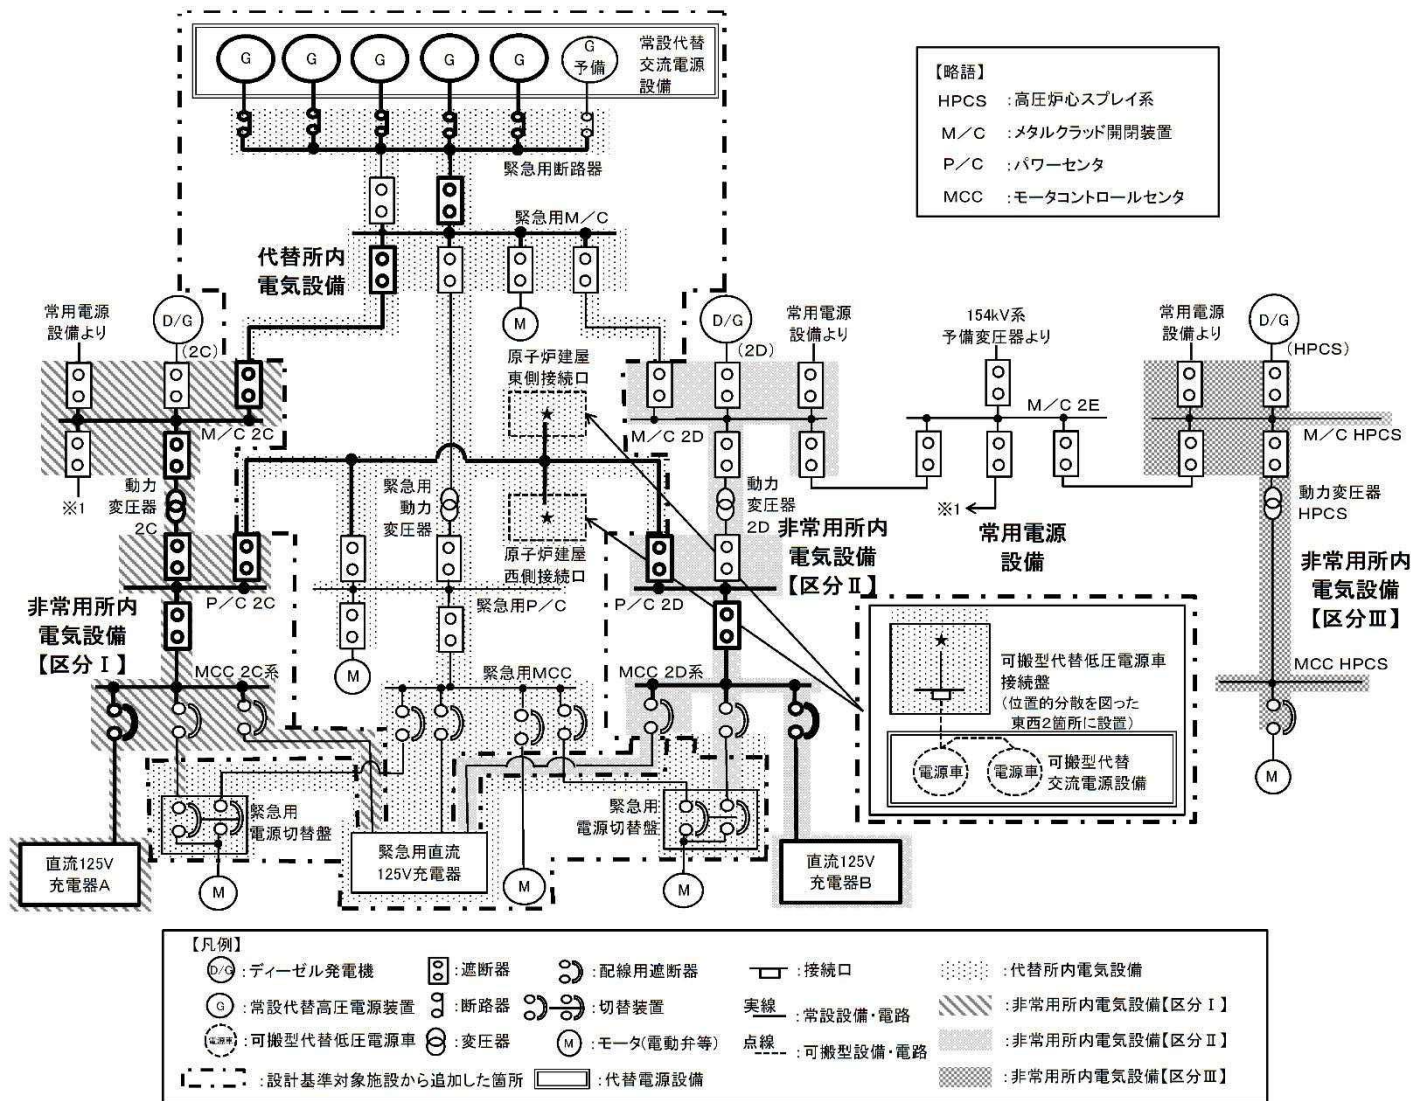 G
G
G
G
G
G
予備
常設代替
交流電源
設備
緊急用断路器
緊急用M/C
代替所内
電気設備
M
【略語】
HPCS :高圧炉心スプレイ系
M/C :メタルクラッド開閉装置
P/C :パワーセンタ
MCC :モータコントロールセンタ
常用電源
設備より
D/G
(2C)
M/C 2C
※1
動力
変圧器
2C
P/C 2C
非常用所内
電気設備
【区分Ⅰ】
MCC 2C系
原子炉建屋
東側接続口
★
★
原子炉建屋
西側接続口
緊急用
動力
変圧器
緊急用P/C
M
緊急用MCC
D/G
(2D)
常用電源
設備より
M/C 2D
動力
変圧器
2D
非常用所内
電気設備
【区分Ⅱ】
P/C 2D
MCC 2D系
154kV系
予備変圧器より
M/C 2E
※1
常用電源
設備
常用電源
設備より
D/G
(HPCS)
M/C HPCS
動力変圧器
HPCS
非常用所内
電気設備
【区分Ⅲ】
MCC HPCS
M
★
可搬型代替低圧電源車
接続盤
(位置的分散を図った
東西2箇所に設置)
電源車
電源車
可搬型代替
交流電源設備
緊急用
電源切替盤
緊急用
電源切替盤
直流125V
充電器A
M
緊急用直流
125V充電器
M
M
直流125V
充電器B
【凡例】
D/G :ディーゼル発電機
:遮断器
:配線用遮断器
:接続口
:代替所内電気設備
G :常設代替高圧電源装置
:断路器
:切替装置
実線 :常設設備・電路
:非常用所内電気設備【区分Ⅰ】
電源車 :可搬型代替低圧電源車
:変圧器
M :モータ(電動弁等)
点線 :可搬型設備・電路
:非常用所内電気設備【区分Ⅱ】
:設計基準対象施設から追加した箇所
:代替電源設備
:非常用所内電気設備【区分Ⅲ】